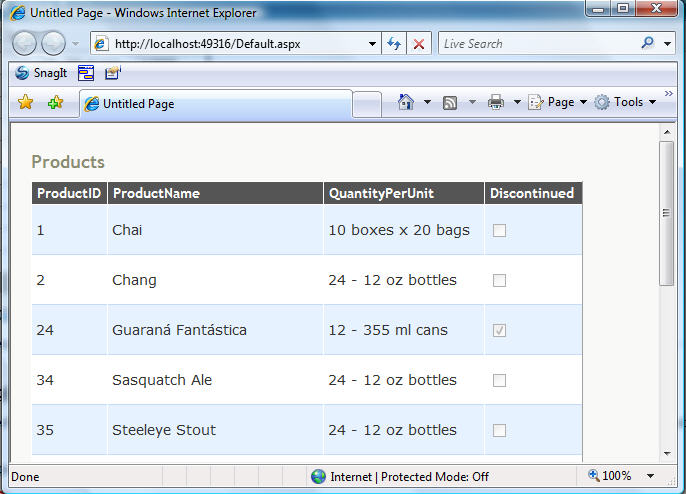 Untitled Page - Windows Internet Explorer
http://localhost:49316/Default.aspx Live Search
SnagIt
Untitled Page Page Tools
Products
ProductID ProductName QuantityPerUnit Discontinued
1 Chai 10 boxes x 20 bags
2 Chang 24 - 12 oz bottles
24 Guaraná Fantástica 12 - 355 ml cans
34 Sasquatch Ale 24 - 12 oz bottles
35 Steeleye Stout 24 - 12 oz bottles
Done Internet | Protected Mode: Off 100%